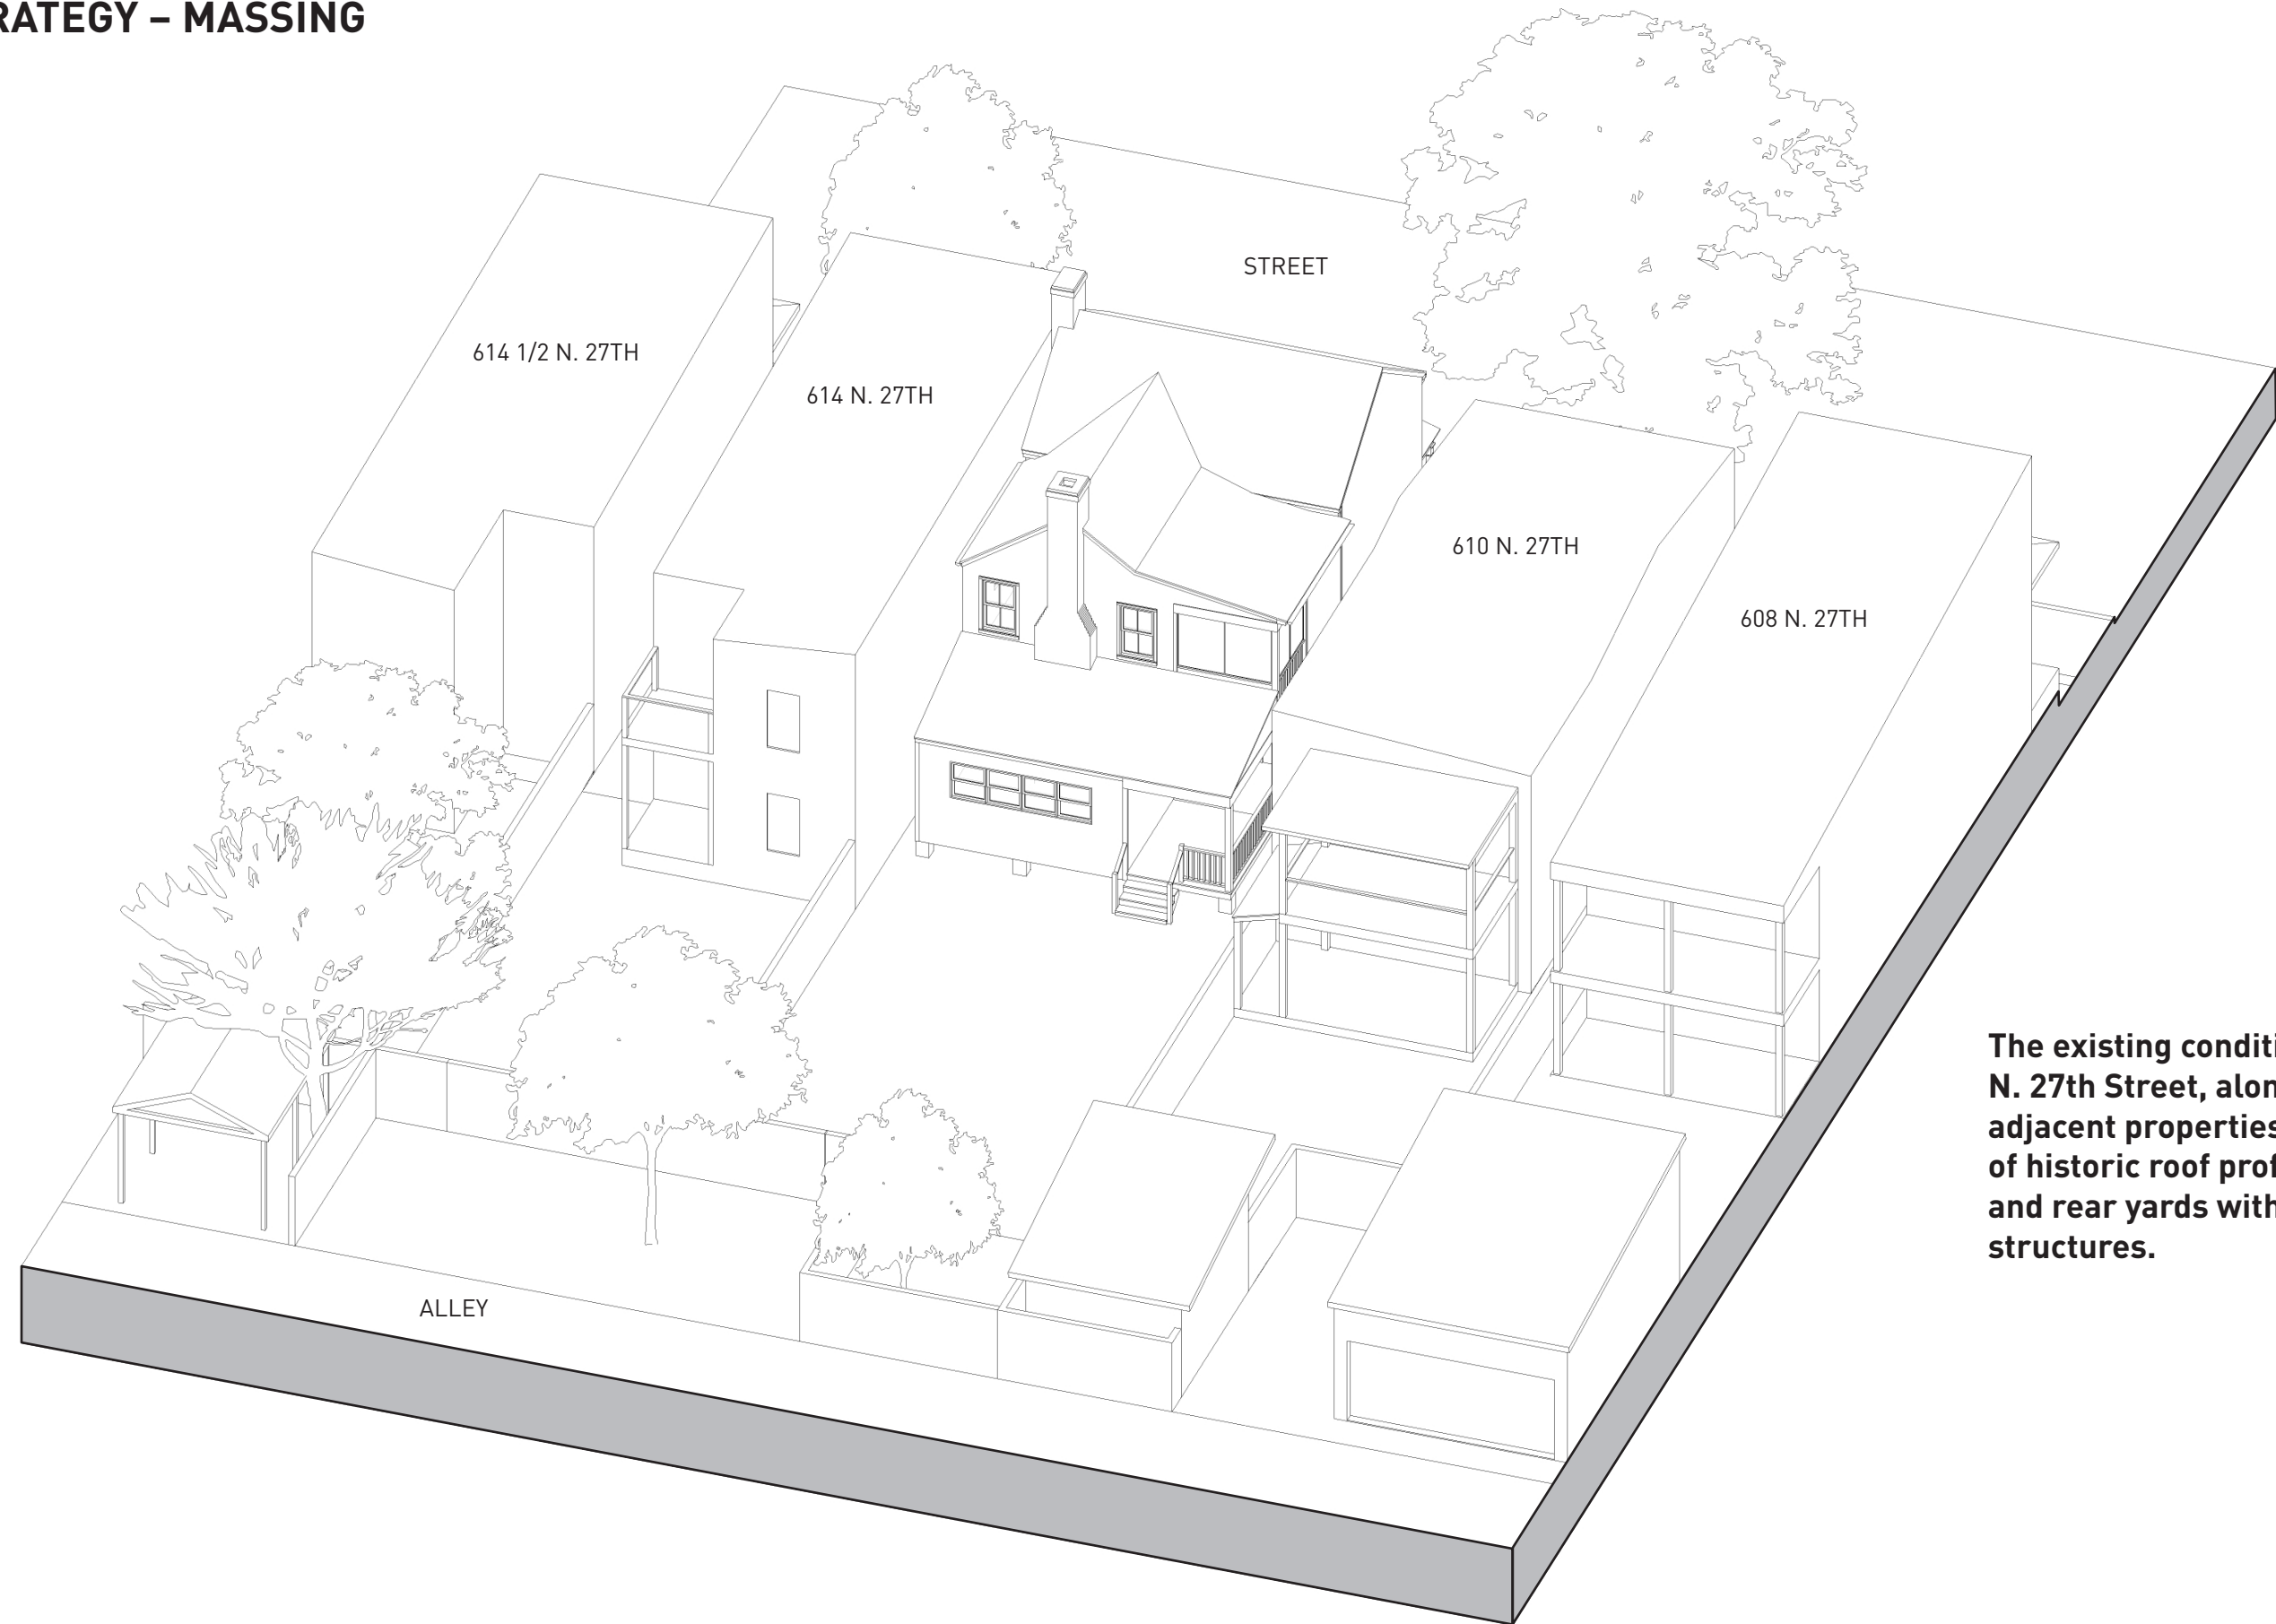 RATEGY – MASSING
STREET
614 1/2 N. 27TH
614 N. 27TH
610 N. 27TH
608 N. 27TH
The existing conditi
N. 27th Street, alon
adjacent properties
of historic roof prof
and rear yards with
structures.
ALLEY